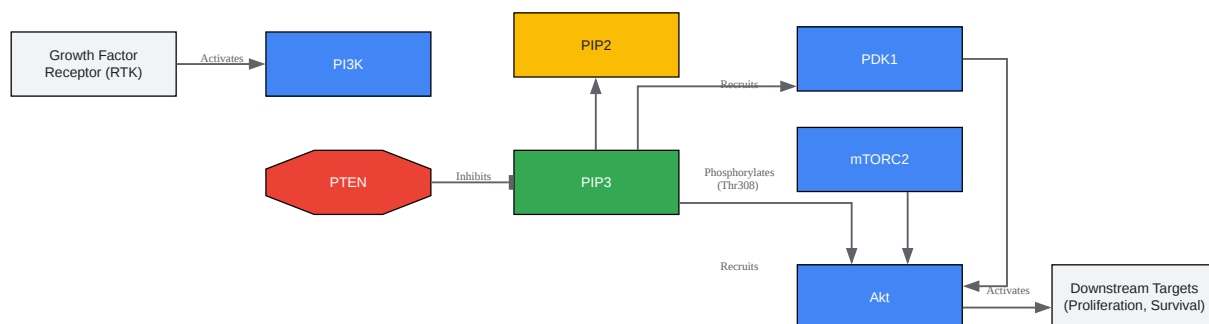 Growth Factor
Receptor (RTK)
Activates
PI3K
PIP2
Recruits
PDK1
PTEN
Inhibits
PIP3
Phosphorylates
(Thr308)
mTORC2
Recruits
Akt
Activates
Downstream Targets
(Proliferation, Survival)